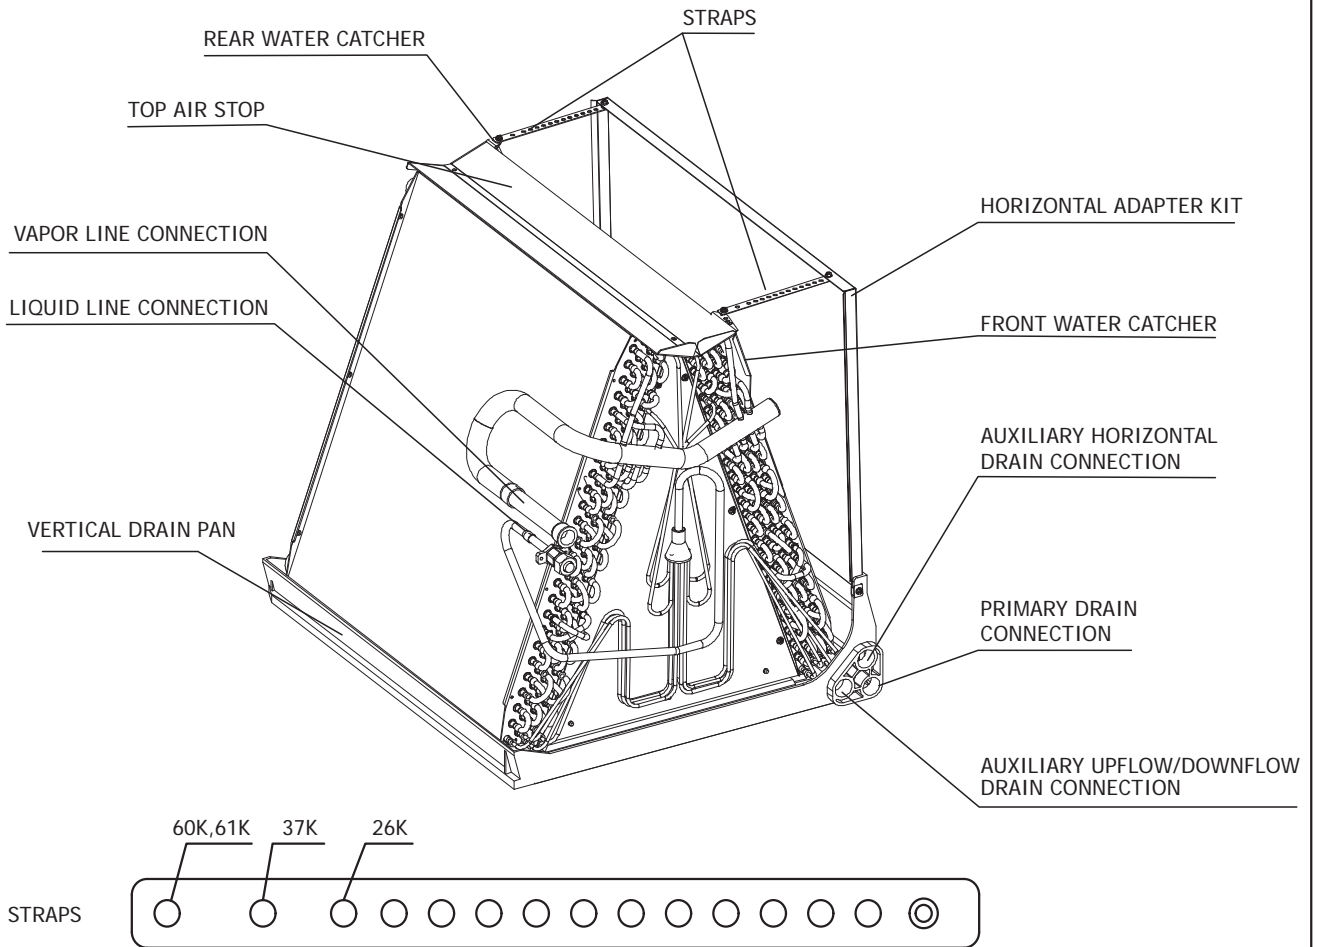 STRAPS
REAR WATER CATCHER
TOP AIR STOP
HORIZONTAL ADAPTER KIT
VAPOR LINE CONNECTION
LIQUID LINE CONNECTION
FRONT WATER CATCHER
AUXILIARY HORIZONTAL
DRAIN CONNECTION
VERTICAL DRAIN PAN
PRIMARY DRAIN
CONNECTION
AUXILIARY UPFLOW/DOWNFLOW
DRAIN CONNECTION
60K,61K 37K 26K
STRAPS